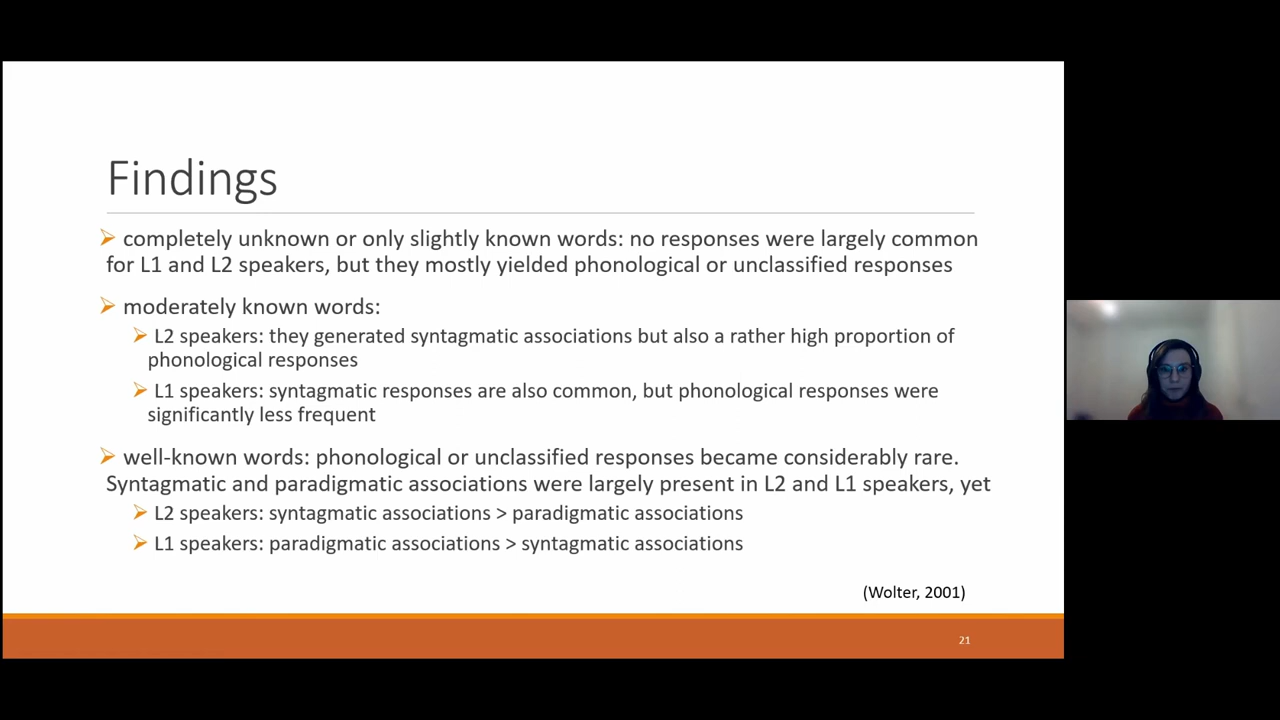 Findings
➢ completely unknown or only slightly known words: no responses were largely common
for L1 and L2 speakers, but they mostly yielded phonological or unclassified responses
➢ moderately known words:
➢ L2 speakers: they generated syntagmatic associations but also a rather high proportion of
phonological responses
➢ L1 speakers: syntagmatic responses are also common, but phonological responses were
significantly less frequent
➢ well-known words: phonological or unclassified responses became considerably rare.
Syntagmatic and paradigmatic associations were largely present in L2 and L1 speakers, yet
➢ L2 speakers: syntagmatic associations > paradigmatic associations
➢ L1 speakers: paradigmatic associations > syntagmatic associations
(Wolter, 2001)
21